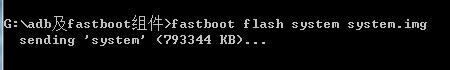 G:\adb及fastboot组件>fastboot flash system system.img
sending 'system' (793344 KB)...